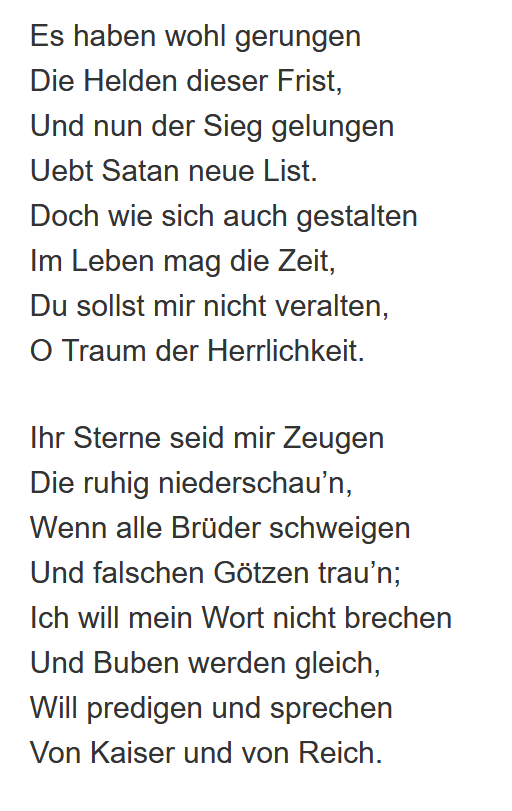 Es haben wohl gerungen
Die Helden dieser Frist,
Und nun der Sieg gelungen
Uebt Satan neue List.
Doch wie sich auch gestalten
Im Leben mag die Zeit,
Du sollst mir nicht veralten,
O Traum der Herrlichkeit.

Ihr Sterne seid mir Zeugen
Die ruhig niederschau’n,
Wenn alle Brüder schweigen
Und falschen Götzen trau’n;
Ich will mein Wort nicht brechen
Und Buben werden gleich,
Will predigen und sprechen
Von Kaiser und von Reich.